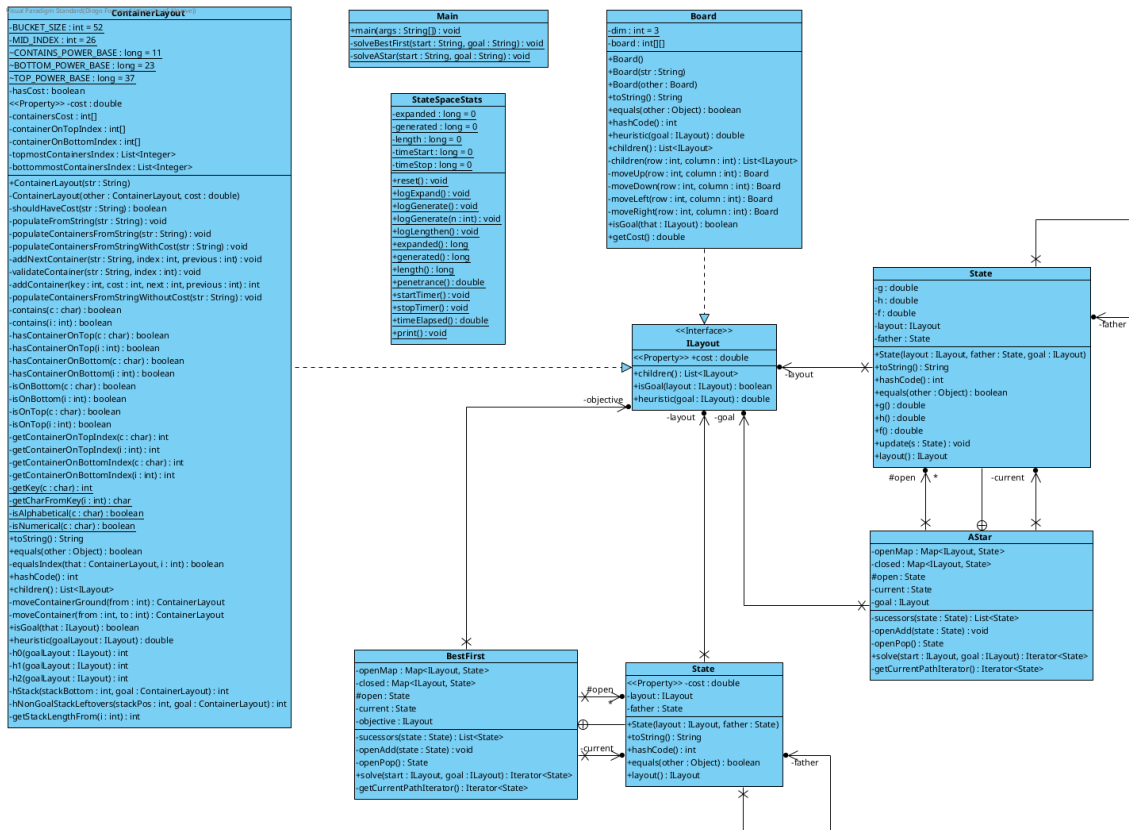 ContainerLayout
-BUCKET_SIZE : int = 52
-MID_INDEX : int = 26
~CONTAINS_POWER_BASE : long = 11
~BOTTOM_POWER_BASE : long = 23
~TOP_POWER_BASE : long = 37
-hasCost : boolean
<<Property>> -cost : double
-containersCost : int[]
-containerOnTopIndex : int[]
-containerOnBottomIndex : int[]
-topmostContainersIndex : List<Integer>
-bottommostContainersIndex : List<Integer>
+ContainerLayout(str : String)
-ContainerLayout(other : ContainerLayout, cost : double)
-shouldHaveCost(str : String) : boolean
-populateFromString(str : String) : void
-populateContainersFromString(str : String) : void
-populateContainersFromStringWithCost(str : String) : void
-addNextContainer(str : String, index : int, previous : int) : void
-validateContainer(str : String, index : int) : void
-addContainer(key : int, cost : int, next : int, previous : int) : int
-populateContainersFromStringWithoutCost(str : String) : void
-contains(c : char) : boolean
-contains(i : int) : boolean
-hasContainerOnTop(c : char) : boolean
-hasContainerOnTop(i : int) : boolean
-hasContainerOnBottom(c : char) : boolean
-hasContainerOnBottom(i : int) : boolean
-isOnBottom(c : char) : boolean
-isOnBottom(i : int) : boolean
-isOnTop(c : char) : boolean
-isOnTop(i : int) : boolean
-getContainerOnTopIndex(c : char) : int
-getContainerOnTopIndex(i : int) : int
-getContainerOnBottomIndex(c : char) : int
-getContainerOnBottomIndex(i : int) : int
-getKey(c : char) : int
-getCharFromKey(i : int) : char
-isAlphabetical(c : char) : boolean
-isNumerical(c : char) : boolean
+toString() : String
+equals(other : Object) : boolean
-equalsIndex(that : ContainerLayout, i : int) : boolean
+hashCode() : int
+children() : List<ILayout>
-moveContainerGround(from : int) : ContainerLayout
-moveContainer(from : int, to : int) : ContainerLayout
+isGoal(that : ILayout) : boolean
+heuristic(goalLayout : ILayout) : double
-h0(goalLayout : ILayout) : int
-h1(goalLayout : ILayout) : int
-h2(goalLayout : ILayout) : int
-hStack(stackBottom : int, goal : ContainerLayout) : int
-hNonGoalStackLeftovers(stackPos : int, goal : ContainerLayout) : int
-getStackLengthFrom(i : int) : int
Main
+main(args : String[]) : void
-solveBestFirst(start : String, goal : String) : void
-solveAStar(start : String, goal : String) : void
StateSpaceStats
-expanded : long = 0
-generated : long = 0
-length : long = 0
-timeStart : long = 0
-timeStop : long = 0
+reset() : void
+logExpand() : void
+logGenerate() : void
+logGenerate(n : int) : void
+logLengthen() : void
+expanded() : long
+generated() : long
+length() : long
+penetrance() : double
+startTimer() : void
+stopTimer() : void
+timeElapsed() : double
+print() : void
Board
-dim : int = 3
-board : int[][]
+Board()
+Board(str : String)
+Board(other : Board)
+toString() : String
+equals(other : Object) : boolean
+hashCode() : int
+heuristic(goal : ILayout) : double
+children() : List<ILayout>
-children(row : int, column : int) : List<ILayout>
-moveUp(row : int, column : int) : Board
-moveDown(row : int, column : int) : Board
-moveLeft(row : int, column : int) : Board
-moveRight(row : int, column : int) : Board
+isGoal(that : ILayout) : boolean
+getCost() : double
<<Interface>>
ILayout
<<Property>> +cost : double
+children() : List<ILayout>
+isGoal(layout : ILayout) : boolean
+heuristic(goal : ILayout) : double
-objective
-layout
-goal
-layout
State
-g : double
-h : double
-f : double
-layout : ILayout
-father : State
+State(layout : ILayout, father : State, goal : ILayout)
+toString() : String
+hashCode() : int
+equals(other : Object) : boolean
+g() : double
+h() : double
+f() : double
+update(s : State) : void
+layout() : ILayout
-father
#open
*
-current
AStar
-openMap : Map<ILayout, State>
-closed : Map<ILayout, State>
#open : State
-current : State
-goal : ILayout
-sucessors(state : State) : List<State>
-openAdd(state : State) : void
-openPop() : State
+solve(start : ILayout, goal : ILayout) : Iterator<State>
-getCurrentPathIterator() : Iterator<State>
BestFirst
-openMap : Map<ILayout, State>
-closed : Map<ILayout, State>
#open : State
-current : State
-objective : ILayout
-sucessors(state : State) : List<State>
-openAdd(state : State) : void
-openPop() : State
+solve(start : ILayout, goal : ILayout) : Iterator<State>
-getCurrentPathIterator() : Iterator<State>
#open
*
-current
State
<<Property>> -cost : double
-layout : ILayout
-father : State
+State(layout : ILayout, father : State)
+toString() : String
+hashCode() : int
+equals(other : Object) : boolean
+layout() : ILayout
-father